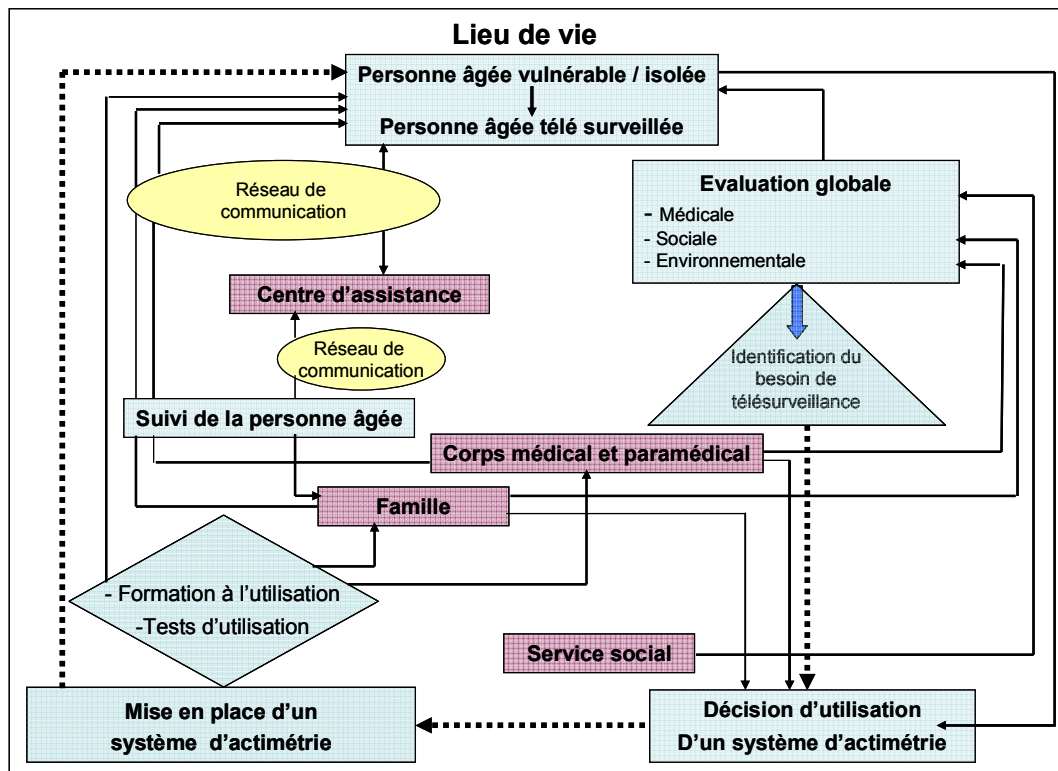 Lieu de vie
Personne âgée vulnérable / isolée
Personne âgée télé surveillée
Réseau de
communication
Evaluation globale
- Médicale
- Sociale
- Environnementale
Centre d'assistance
Réseau de
communication
Identification du
besoin de
télésurveillance
Suivi de la personne âgée
Corps médical et paramédical
Famille
- Formation à l'utilisation
-Tests d'utilisation
Service social
Mise en place d'un
système d'actimétrie
Décision d'utilisation
D'un système d'actimétrie